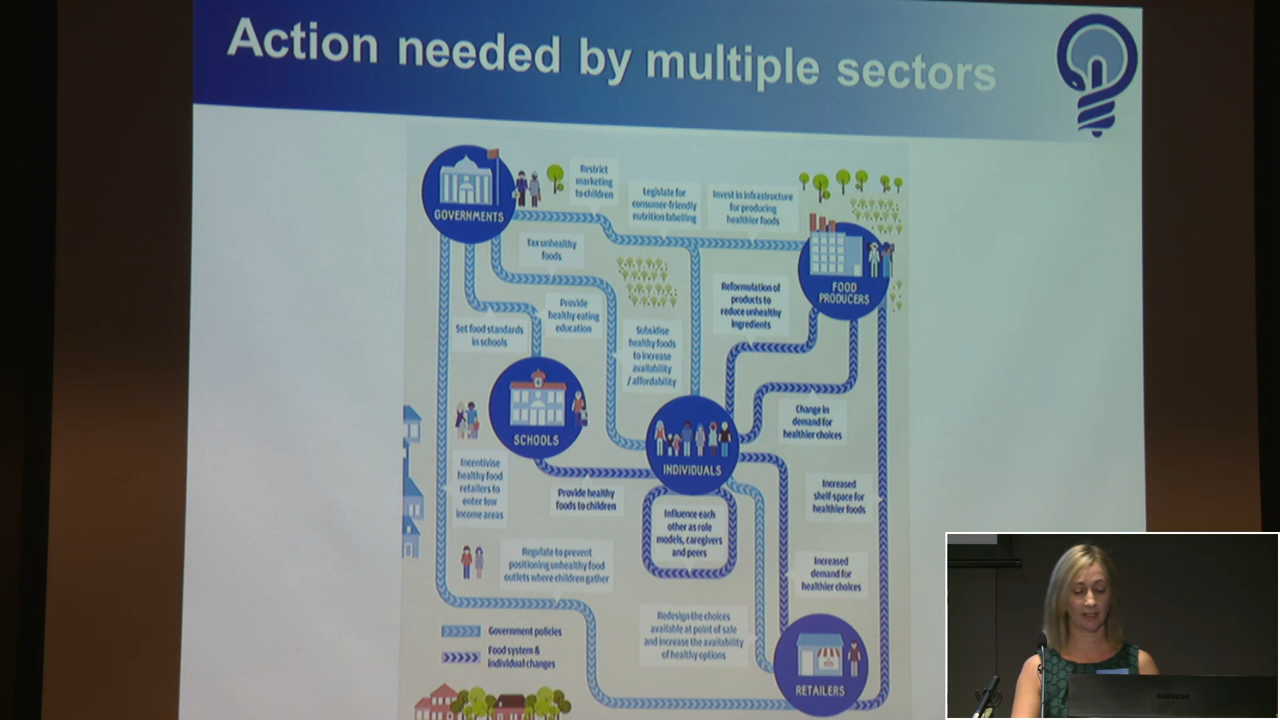 Action needed by multiple sectors
GOVERNMENTS
Restrict
marketing
to children
Legislate for
consumer-friendly
nutrition labelling
Invest in infrastructure
for producing
healthier foods
Tax unhealthy
foods
FOOD
PRODUCERS
Reformulation of
products to
reduce unhealthy
ingredients
Provide
healthy eating
education
Set food standards
in schools
Subsidise
healthy foods
to increase
availability
/affordability
SCHOOLS
Change in
demand for
healthier choices
INDIVIDUALS
Incentivise
healthy food
retailers to
enter low
income areas
Provide healthy
foods to children
Increased
shelf-space for
healthier foods
Influence each
other as role
models, caregivers
and peers
Regulate to prevent
positioning unhealthy food
outlets where children gather
Increased
demand for
healthier choices
Redesign the choices
available at point of sale
and increase the availability
of healthy options
Government policies
Food system &
individual changes
RETAILERS